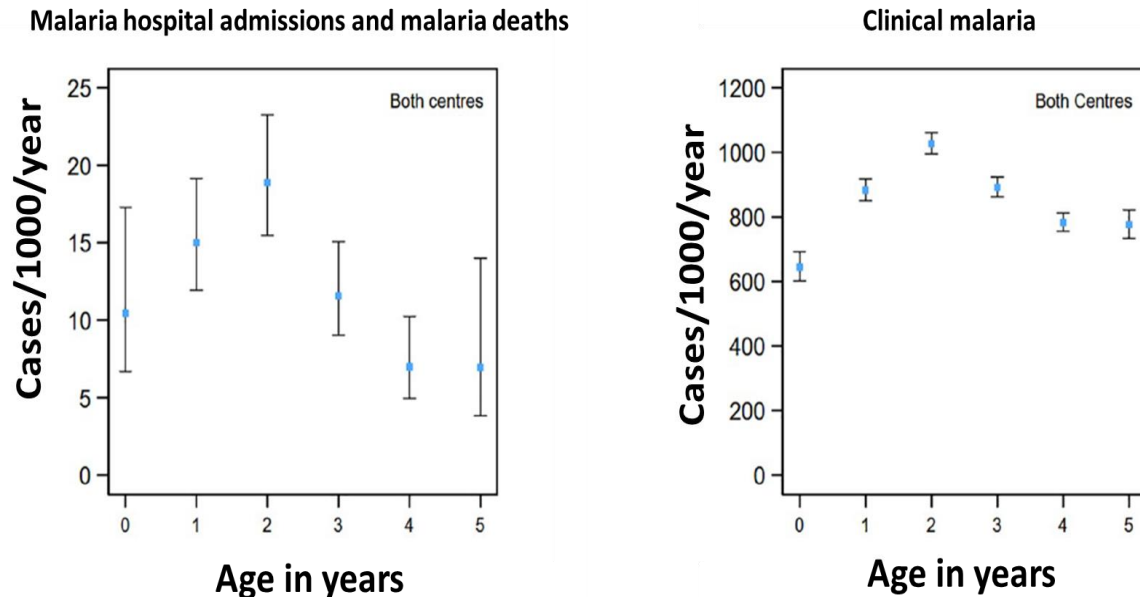 Malaria hospital admissions and malaria deaths
Both centres
Cases/1000/year
25
20
15
10
5
0
0 1 2 3 4 5
Age in years
Clinical malaria
Both Centres
Cases/1000/year
1200
1000
800
600
400
200
0
0 1 2 3 4 5
Age in years